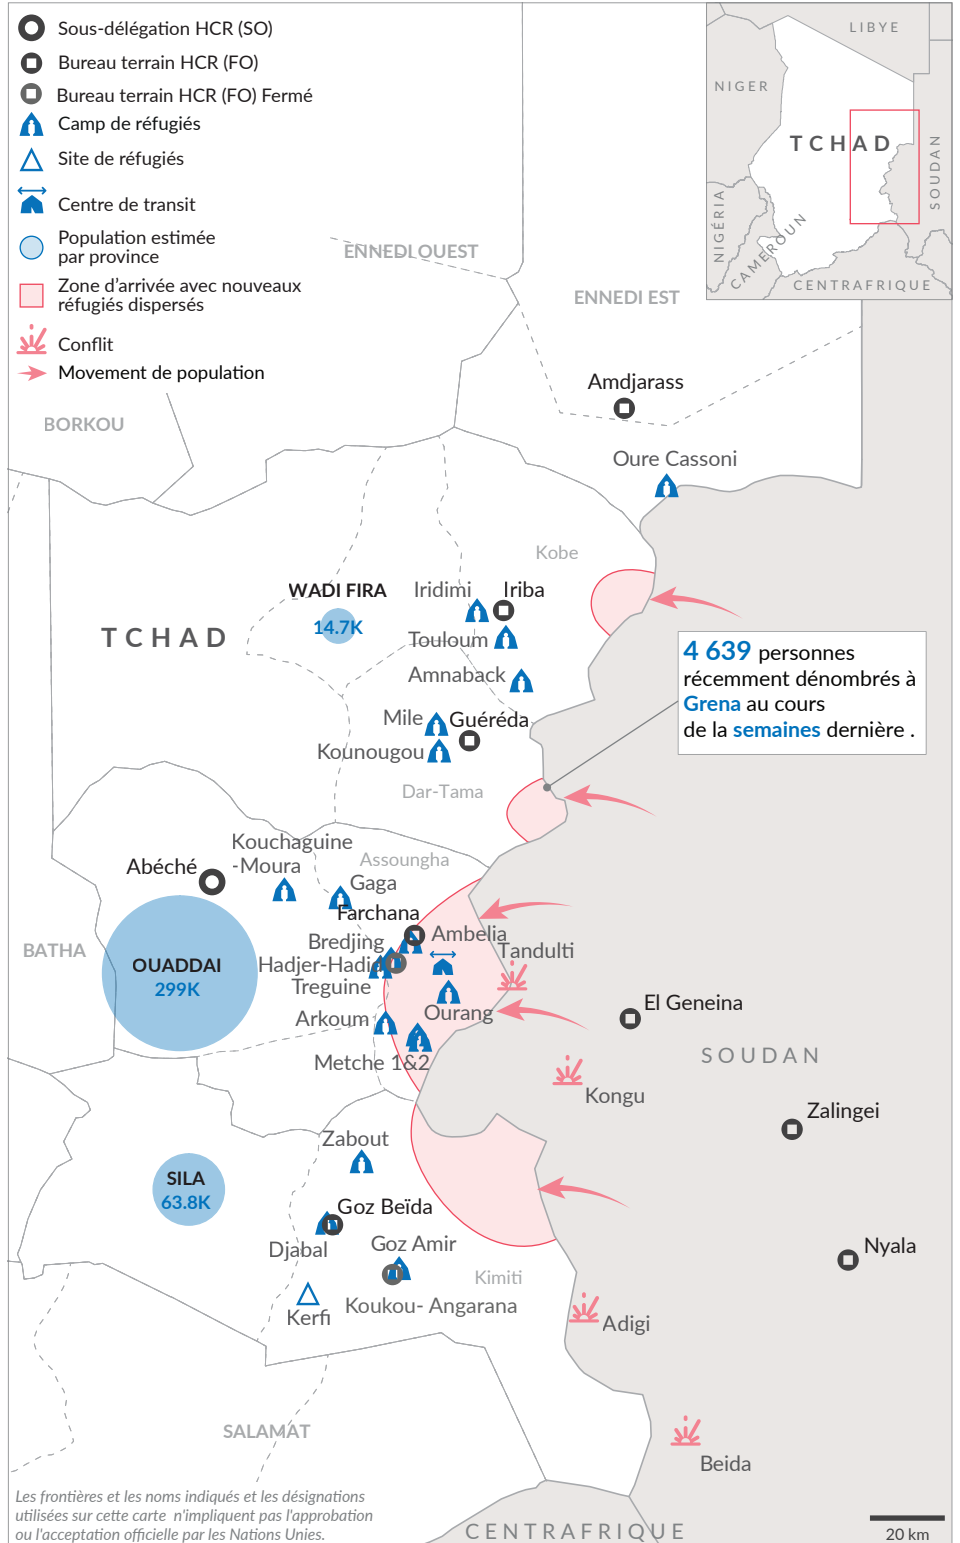 Sous-délégation HCR (SO)
Bureau terrain HCR (FO)
Bureau terrain HCR (FO) Fermé
Camp de réfugiés
Site de réfugiés
Centre de transit
Population estimée
par province
Zone d'arrivée avec nouveaux
réfugiés dispersés
Conflit
Movement de population
LIBYE
NIGER
TCHAD
SOUDAN
NIGÉRIA
CAMEROUN
CENTRAFRIQUE
ENNEDI OUEST
ENNEDI EST
Amdjarass
BORKOU
Oure Cassoni
Kobe
WADI FIRA
14.7K
Iridimi
Iriba
TCHAD
Touloum
Amnaback
4 639 personnes
récemment dénombrés à
Grena au cours
de la semaines dernière .
Mile
Guéréda
Kounougou
Dar-Tama
Kouchaguine
-Moura
Assoungha
Abéché
Gaga
Farchana
BATHA
Bredjing
Ambelia
Tandulti
OUADDAI
299K
Hadjer-Hadid
Treguine
Ourang
El Geneina
Arkoum
SOUDAN
Metche 1&2
Kongu
Zalingei
Zabout
SILA
63.8K
Goz Beïda
Djabal
Goz Amir
Nyala
Kimiti
Kerfi
Koukou- Angarana
Adigi
SALAMAT
Beida
Les frontières et les noms indiqués et les désignations
utilisées sur cette carte n'impliquent pas l'approbation
ou l'acceptation officielle par les Nations Unies.
CENTRAFRIQUE
20 km